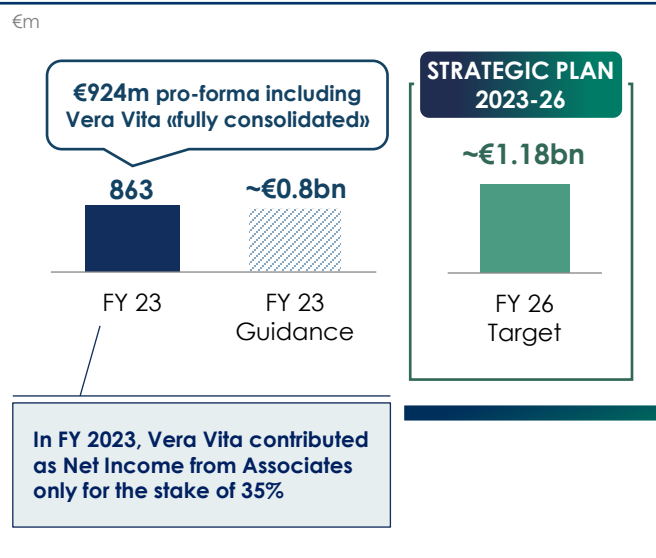 €m
€924m pro-forma including
Vera Vita «fully consolidated»
863
~€0.8bn
FY 23
FY 23
Guidance
STRATEGIC PLAN
2023-26
~€1.18bn
FY 26
Target
In FY 2023, Vera Vita contributed
as Net Income from Associates
only for the stake of 35%